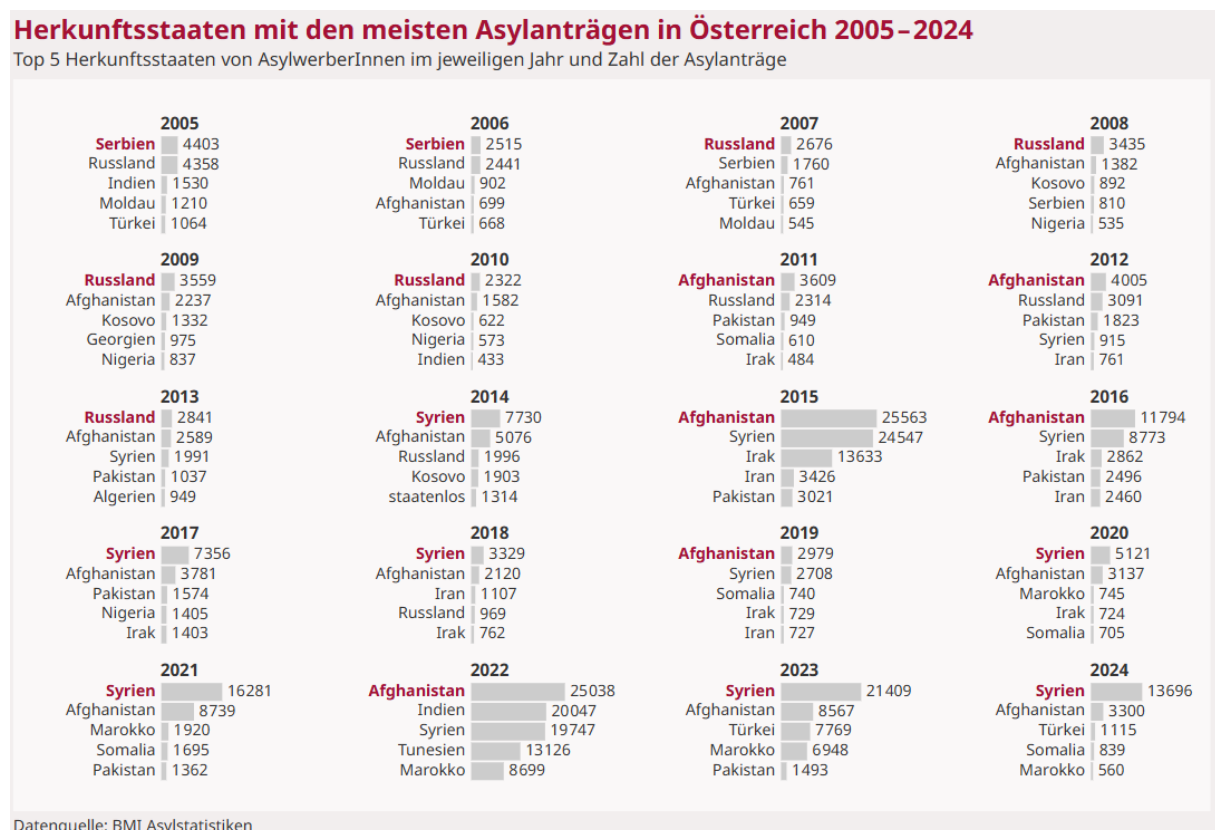 Herkunftsstaaten mit den meisten Asylanträgen in Österreich 2005–2024
Top 5 Herkunftsstaaten von AsylwerberInnen im jeweiligen Jahr und Zahl der Asylanträge
2005
Serbien 4403
Russland 4358
Indien 1530
Moldau 1210
Türkei 1064
2006
Serbien 2515
Russland 2441
Moldau 902
Afghanistan 699
Türkei 668
2007
Russland 2676
Serbien 1760
Afghanistan 761
Türkei 659
Moldau 545
2008
Russland 3435
Afghanistan 1382
Kosovo 892
Serbien 810
Nigeria 535
2009
Russland 3559
Afghanistan 2237
Kosovo 1332
Georgien 975
Nigeria 837
2010
Russland 2322
Afghanistan 1582
Kosovo 622
Nigeria 573
Indien 433
2011
Afghanistan 3609
Russland 2314
Pakistan 949
Somalia 610
Irak 484
2012
Afghanistan 4005
Russland 3091
Pakistan 1823
Syrien 915
Iran 761
2013
Russland 2841
Afghanistan 2589
Syrien 1991
Pakistan 1037
Algerien 949
2014
Syrien 7730
Afghanistan 5076
Russland 1996
Kosovo 1903
staatenlos 1314
2015
Afghanistan 25563
Syrien 24547
Irak 13633
Iran 3426
Pakistan 3021
2016
Afghanistan 11794
Syrien 8773
Irak 2862
Pakistan 2496
Iran 2460
2017
Syrien 7356
Afghanistan 3781
Pakistan 1574
Nigeria 1405
Irak 1403
2018
Syrien 3329
Afghanistan 2120
Iran 1107
Russland 969
Irak 762
2019
Afghanistan 2979
Syrien 2708
Somalia 740
Irak 729
Iran 727
2020
Syrien 5121
Afghanistan 3137
Marokko 745
Irak 724
Somalia 705
2021
Syrien 16281
Afghanistan 8739
Marokko 1920
Somalia 1695
Pakistan 1362
2022
Afghanistan 25038
Indien 20047
Syrien 19747
Tunesien 13126
Marokko 8699
2023
Syrien 21409
Afghanistan 8567
Türkei 7769
Marokko 6948
Pakistan 1493
2024
Syrien 13696
Afghanistan 3300
Türkei 1115
Somalia 839
Marokko 560
Datenquelle: BMI Asylstatistiken